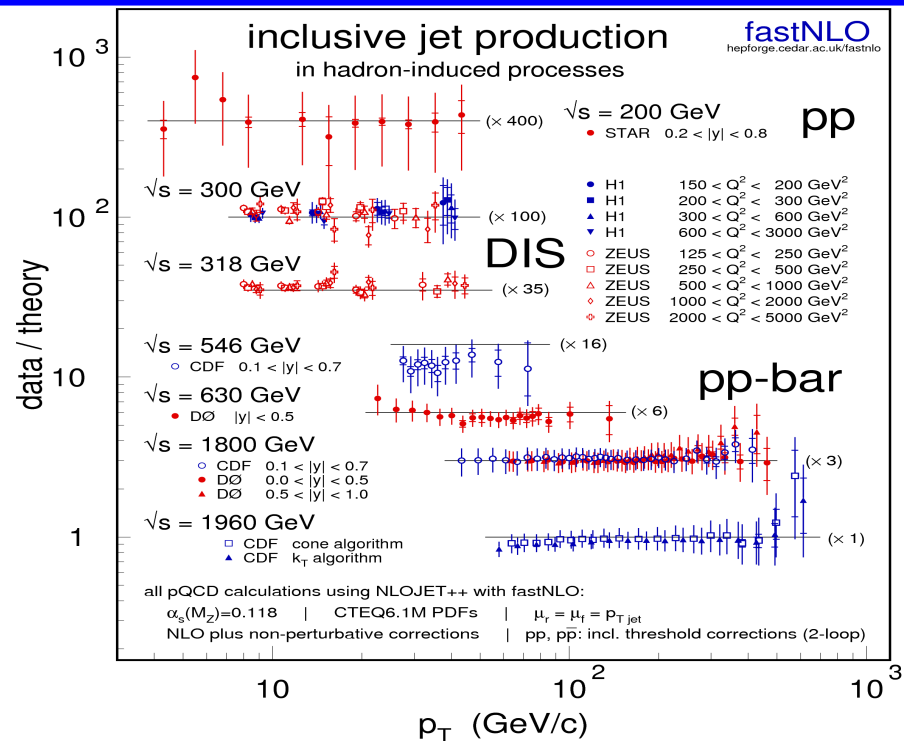 inclusive jet production
in hadron-induced processes
fastNLO
hepforge.cedar.ac.uk/fastnlo
data / theory
10³
10²
10
1
(× 400)
√s = 200 GeV
STAR 0.2 < |y| < 0.8
pp
√s = 300 GeV
(× 100)
√s = 318 GeV
(× 35)
DIS
H1 150 < Q² < 200 GeV²
H1 200 < Q² < 300 GeV²
H1 300 < Q² < 600 GeV²
H1 600 < Q² < 3000 GeV²
ZEUS 125 < Q² < 250 GeV²
ZEUS 250 < Q² < 500 GeV²
ZEUS 500 < Q² < 1000 GeV²
ZEUS 1000 < Q² < 2000 GeV²
ZEUS 2000 < Q² < 5000 GeV²
√s = 546 GeV
CDF 0.1 < |y| < 0.7
(× 16)
pp-bar
√s = 630 GeV
DØ |y| < 0.5
(× 6)
√s = 1800 GeV
CDF 0.1 < |y| < 0.7
DØ 0.0 < |y| < 0.5
DØ 0.5 < |y| < 1.0
(× 3)
√s = 1960 GeV
CDF cone algorithm
CDF k_T algorithm
(× 1)
all pQCD calculations using NLOJET++ with fastNLO:
α_s(M_Z)=0.118 | CTEQ6.1M PDFs | μ_r = μ_f = p_T jet
NLO plus non-perturbative corrections | pp, pp̅: incl. threshold corrections (2-loop)
10
10²
10³
p_T (GeV/c)